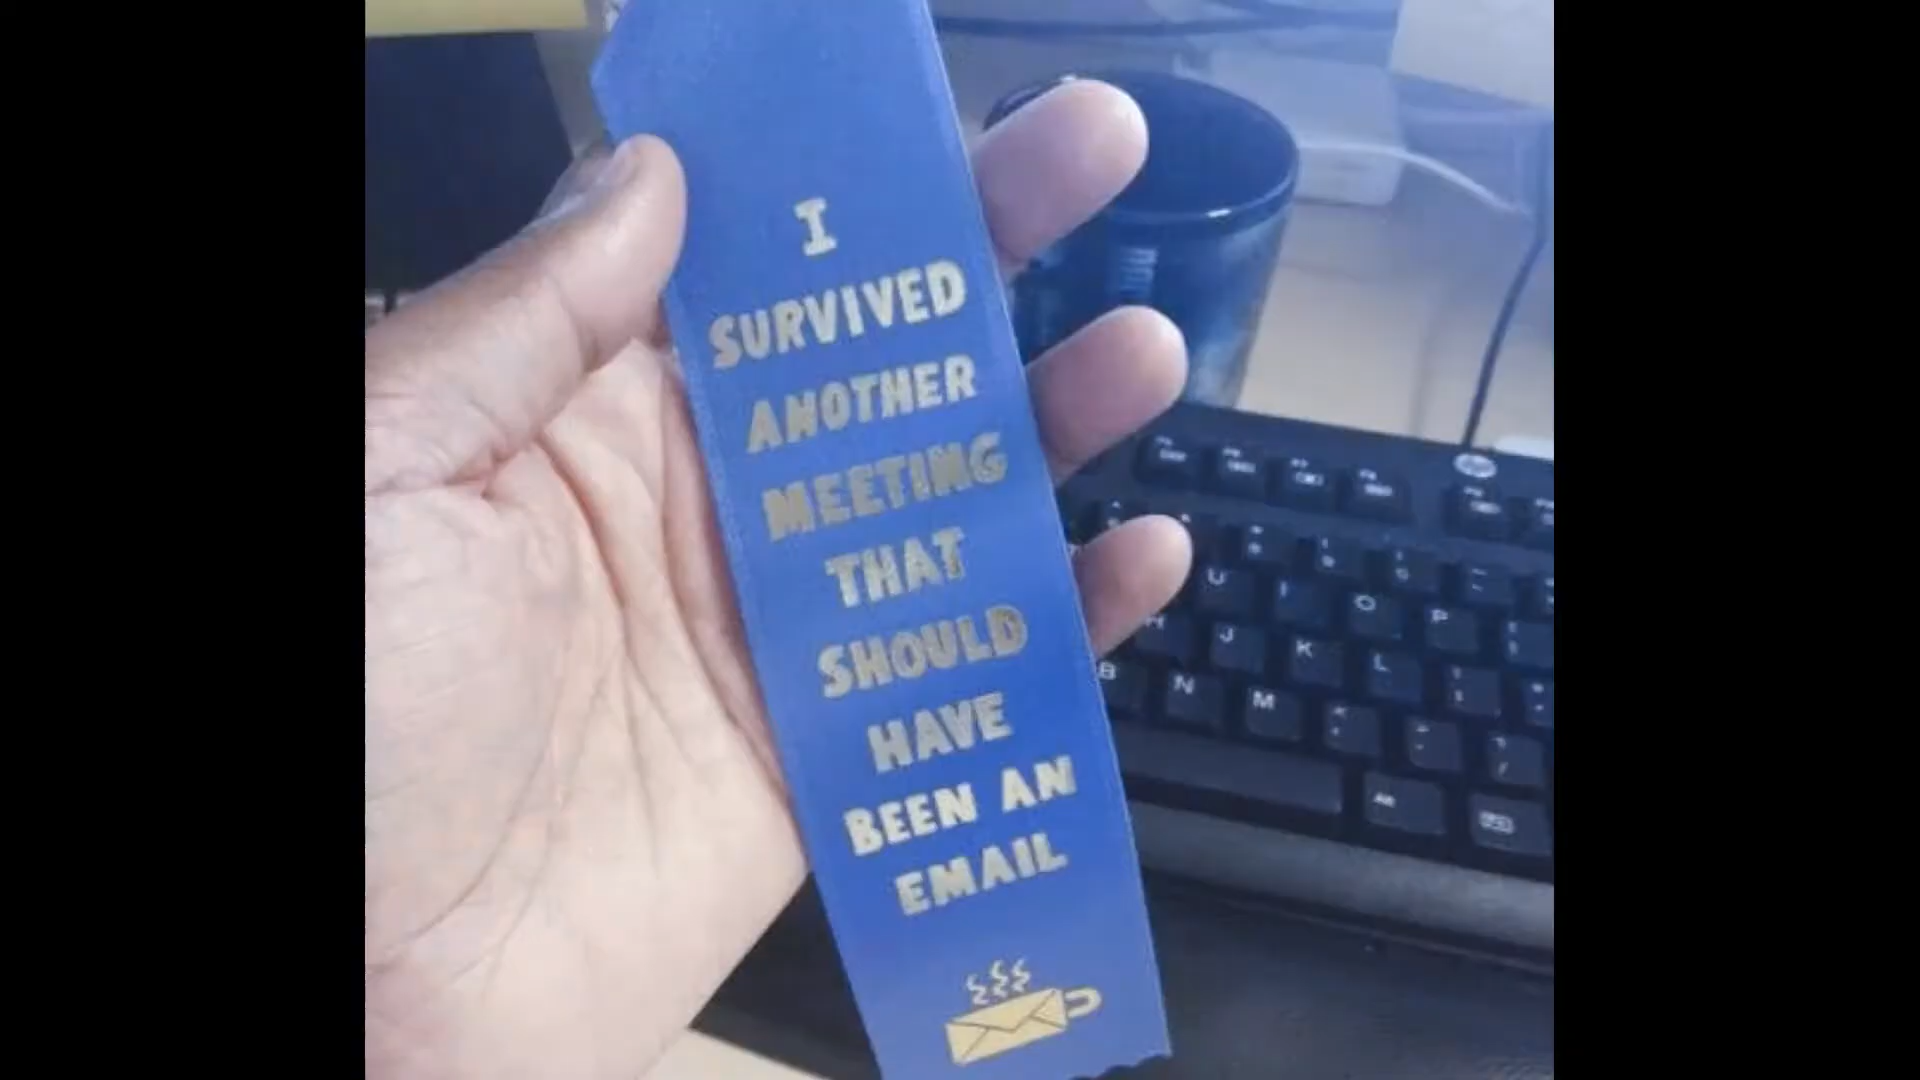 I
SURVIVED
ANOTHER
MEETING
THAT
SHOULD
HAVE
BEEN AN
EMAIL
U I O P
H J K L
B N M